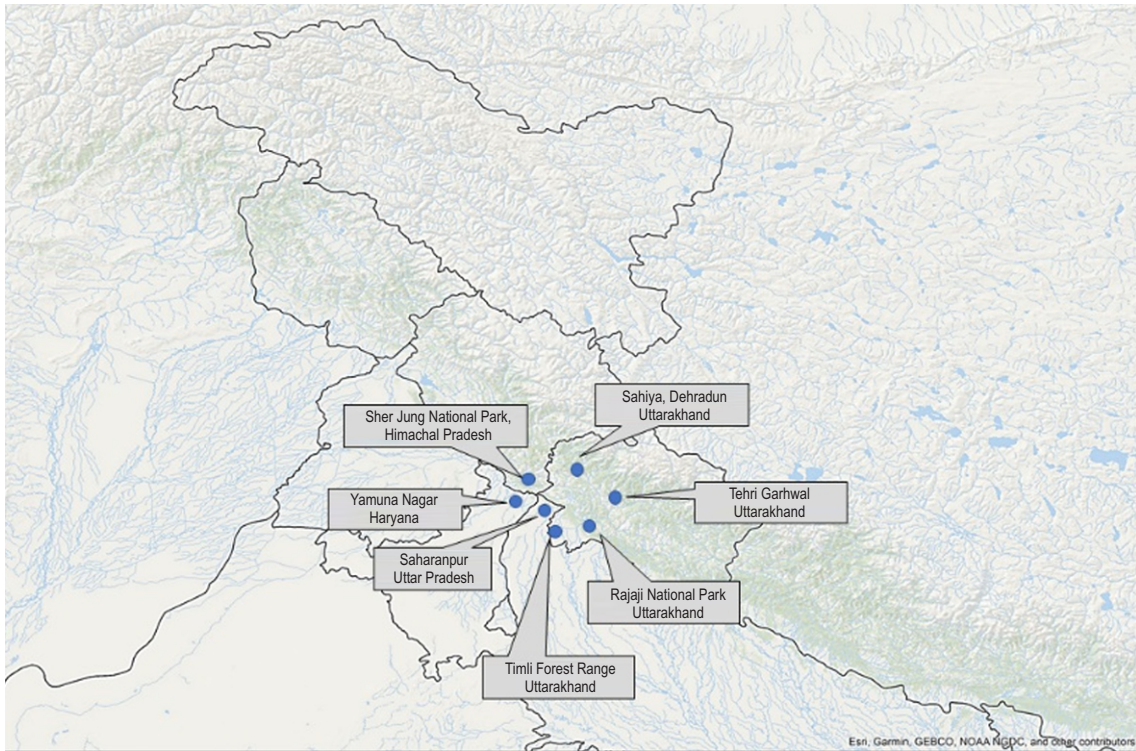 Sahiya, Dehradun
Uttarakhand
Sher Jung National Park,
Himachal Pradesh
Yamuna Nagar
Haryana
Tehri Garhwal
Uttarakhand
Saharanpur
Uttar Pradesh
Rajaji National Park
Uttarakhand
Timli Forest Range
Uttarakhand
Esri, Garmin, GEBCO, NOAA NGDC, and other contributors